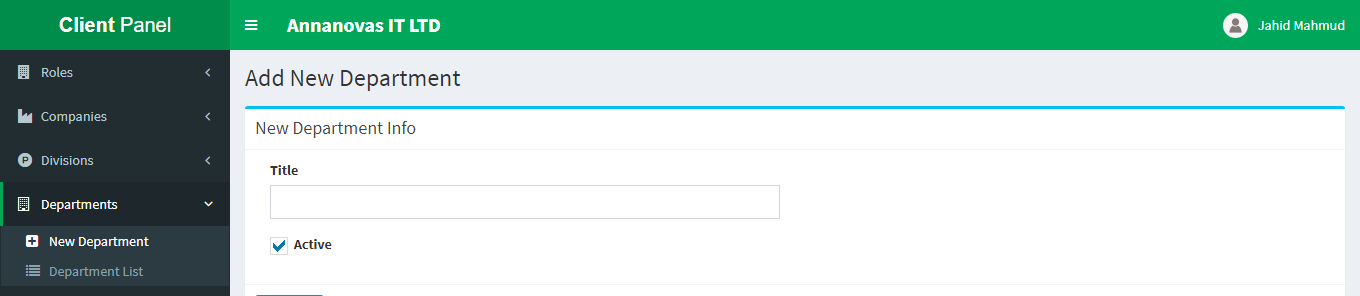 Client Panel
Annanovas IT LTD
Jahid Mahmud
Roles
Companies
Divisions
Departments
New Department
Department List
Add New Department
New Department Info
Title
Active